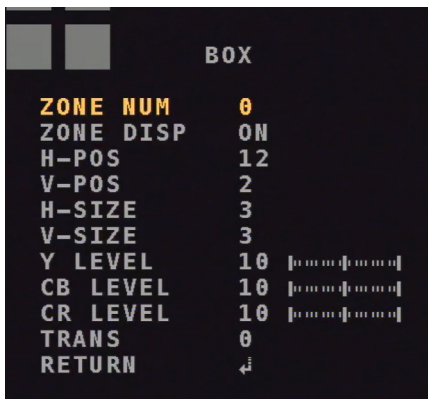 BOX
ZONE NUM 0
ZONE DISP ON
H-POS 12
V-POS 2
H-SIZE 3
V-SIZE 3
Y LEVEL 10
CB LEVEL 10
CR LEVEL 10
TRANS 0
RETURN ↲